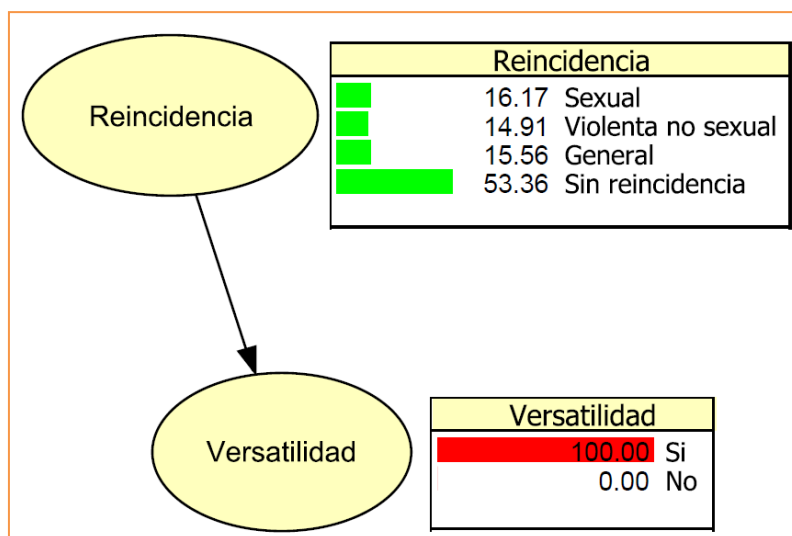 Reincidencia
Reincidencia
16.17 Sexual
14.91 Violenta no sexual
15.56 General
53.36 Sin reincidencia
Versatilidad
Versatilidad
100.00 Si
0.00 No